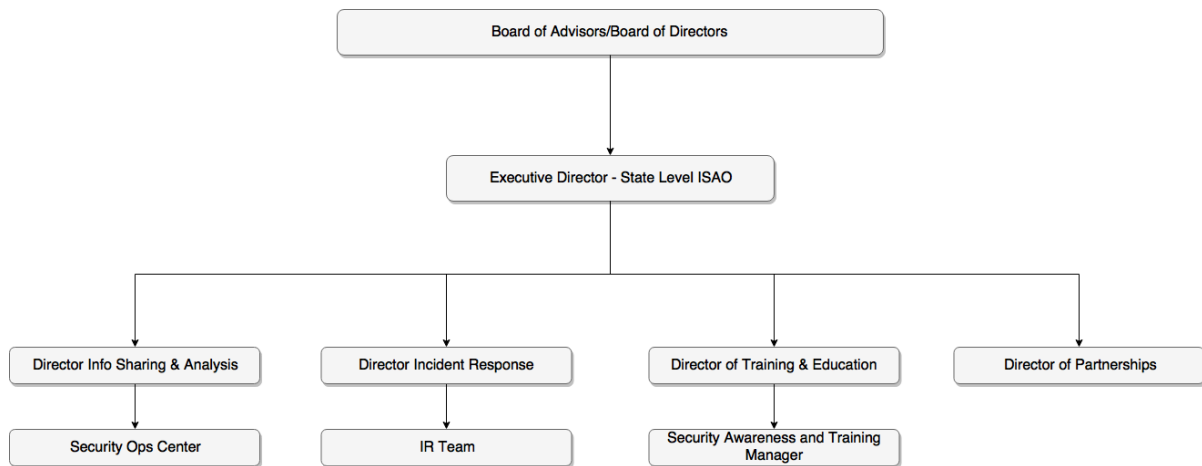 Board of Advisors/Board of Directors
Executive Director - State Level ISAO
Director Info Sharing & Analysis
Director Incident Response
Director of Training & Education
Director of Partnerships
Security Ops Center
IR Team
Security Awareness and Training
Manager